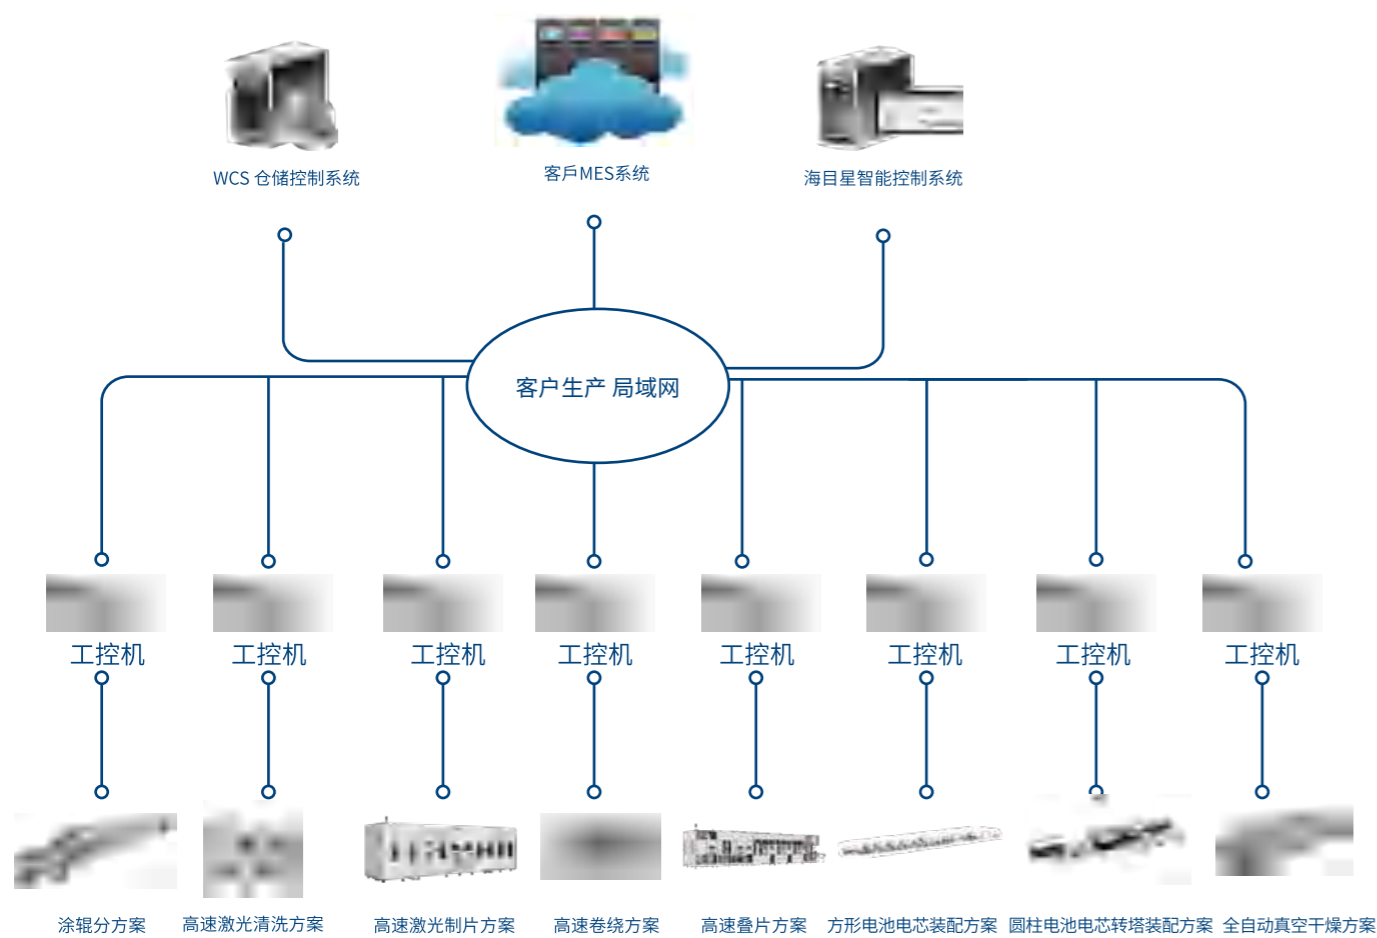 WCS 仓储控制系统
客戶MES系统
海目星智能控制系统
客户生产 局域网
工控机
工控机
工控机
工控机
工控机
工控机
工控机
工控机
涂辊分方案
高速激光清洗方案
高速激光制片方案
高速卷绕方案
高速叠片方案
方形电池电芯装配方案
圆柱电池电芯转塔装配方案
全自动真空干燥方案